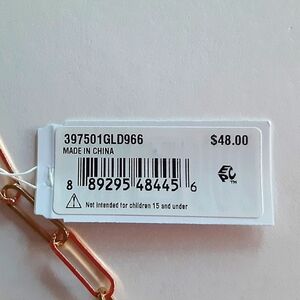 397501GLD966 $48.00
MADE IN CHINA
8 89295 48445 6
Not intended for children 15 and under